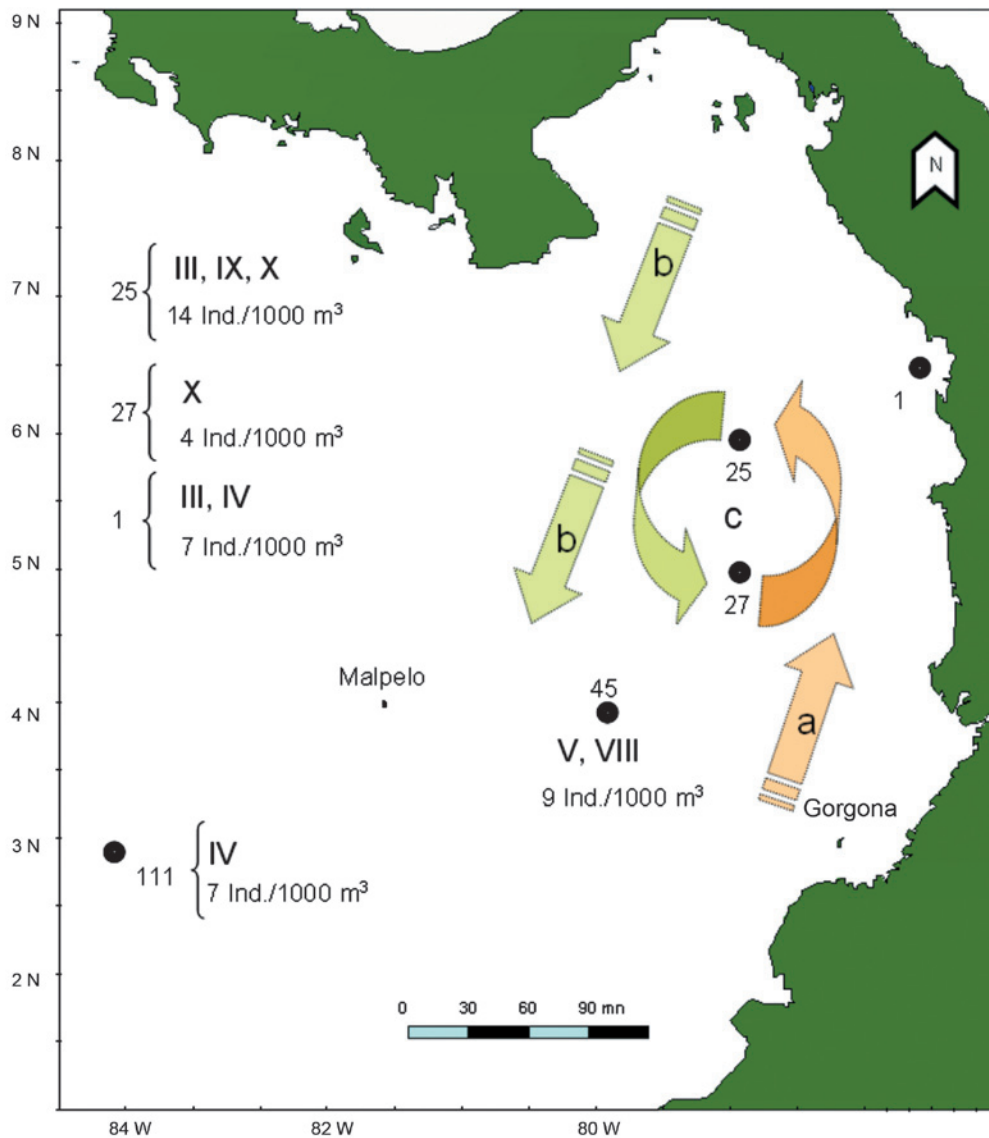 9 N
8 N
7 N
6 N
5 N
4 N
3 N
2 N
84 W
82 W
80 W
N
25
III, IX, X
14 Ind./1000 m³
27
X
4 Ind./1000 m³
1
III, IV
7 Ind./1000 m³
b
b
1
25
c
27
a
Malpelo
45
V, VIII
9 Ind./1000 m³
Gorgona
111
IV
7 Ind./1000 m³
0 30 60 90 mn